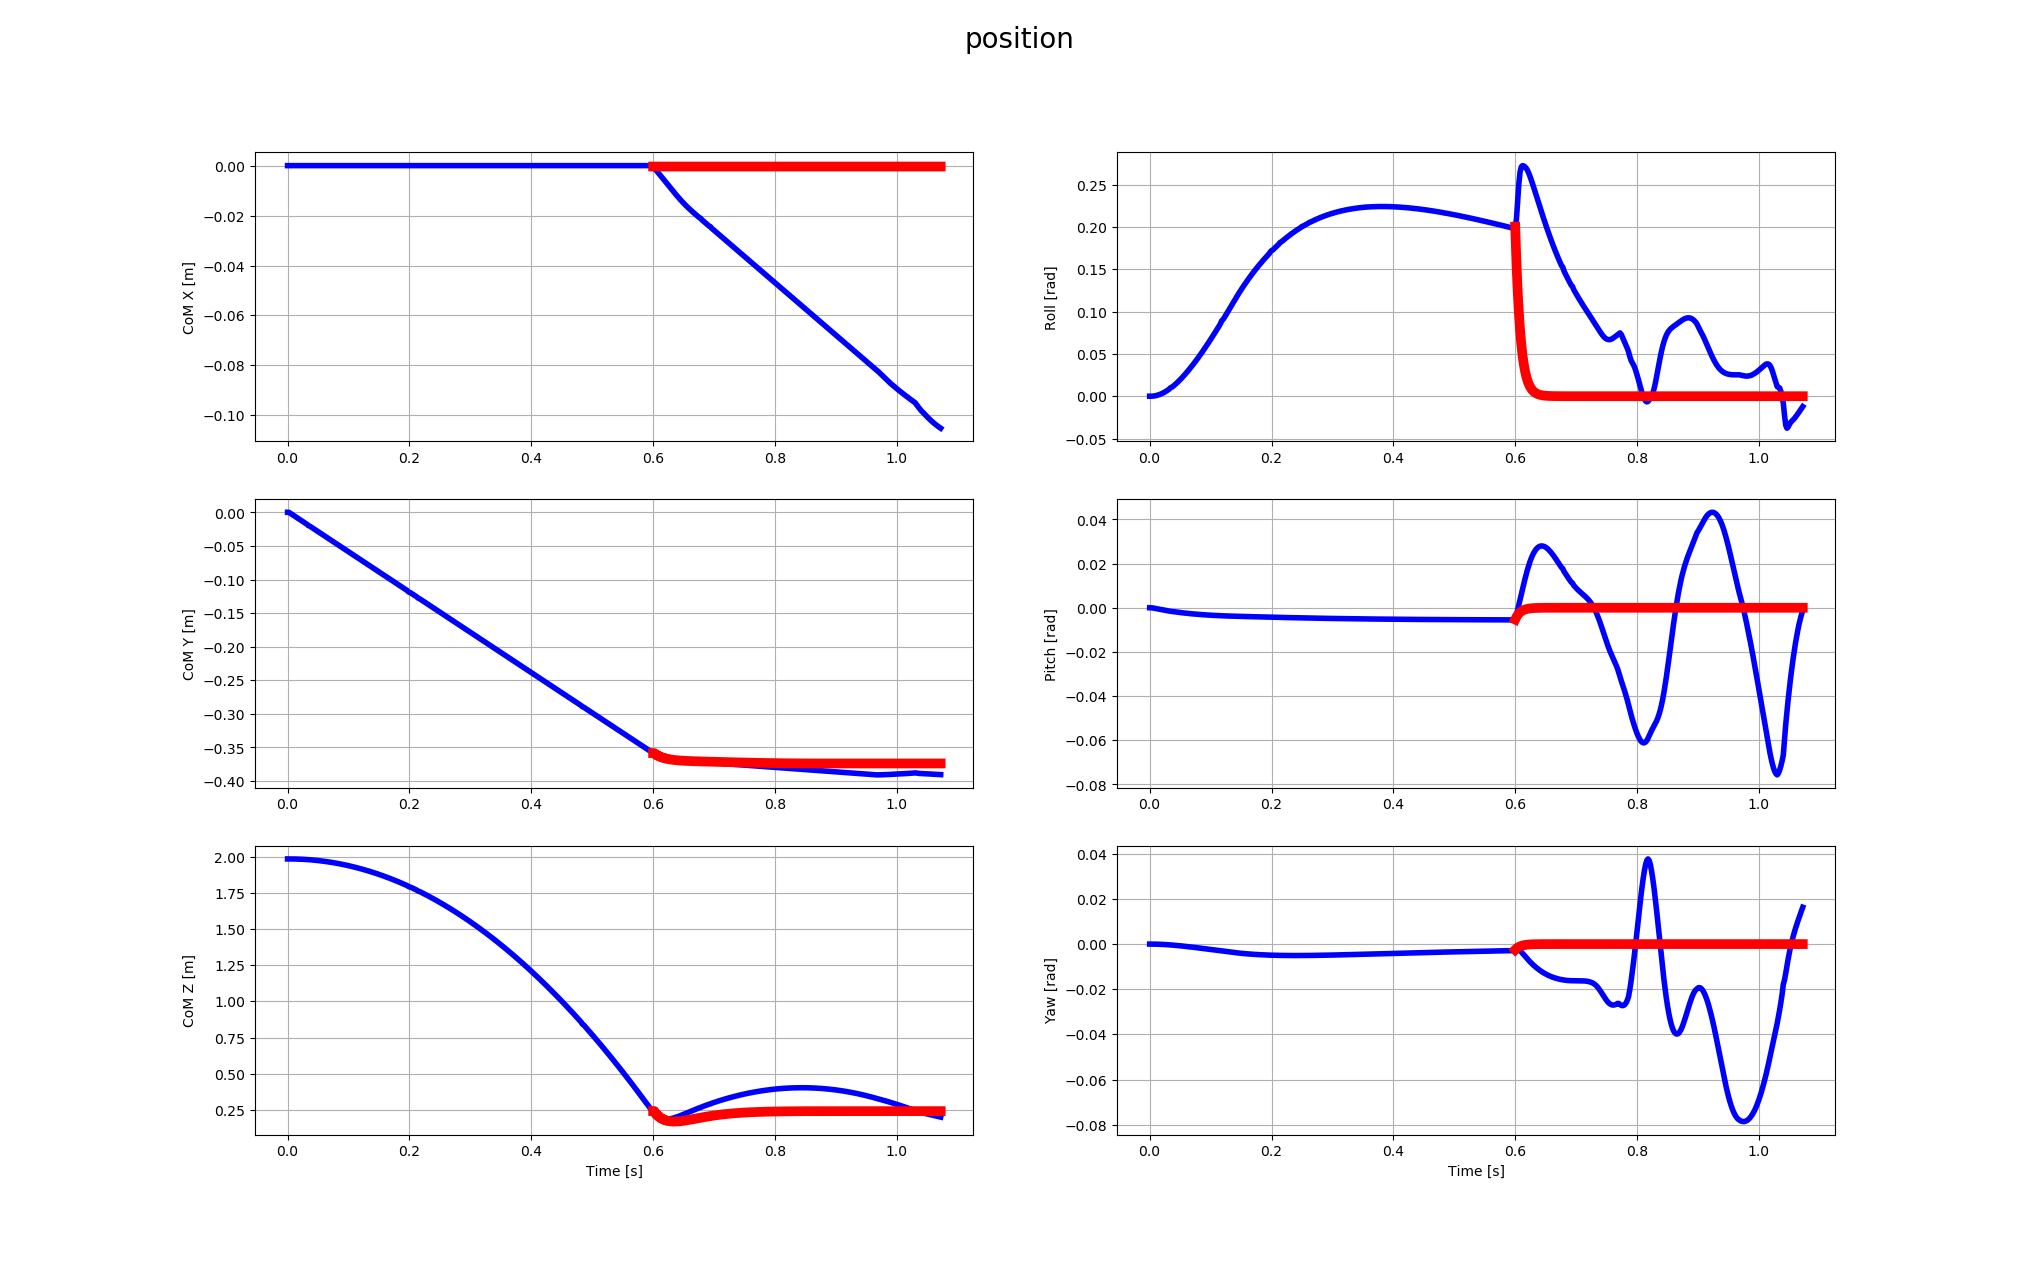 position
0.00
−0.02
−0.04
−0.06
−0.08
−0.10
CoM X [m]
0.0 0.2 0.4 0.6 0.8 1.0
0.25
0.20
0.15
0.10
0.05
0.00
−0.05
Roll [rad]
0.0 0.2 0.4 0.6 0.8 1.0
0.00
−0.05
−0.10
−0.15
−0.20
−0.25
−0.30
−0.35
−0.40
CoM Y [m]
0.0 0.2 0.4 0.6 0.8 1.0
0.04
0.02
0.00
−0.02
−0.04
−0.06
−0.08
Pitch [rad]
0.0 0.2 0.4 0.6 0.8 1.0
2.00
1.75
1.50
1.25
1.00
0.75
0.50
0.25
CoM Z [m]
0.0 0.2 0.4 0.6 0.8 1.0
Time [s]
0.04
0.02
0.00
−0.02
−0.04
−0.06
−0.08
Yaw [rad]
0.0 0.2 0.4 0.6 0.8 1.0
Time [s]